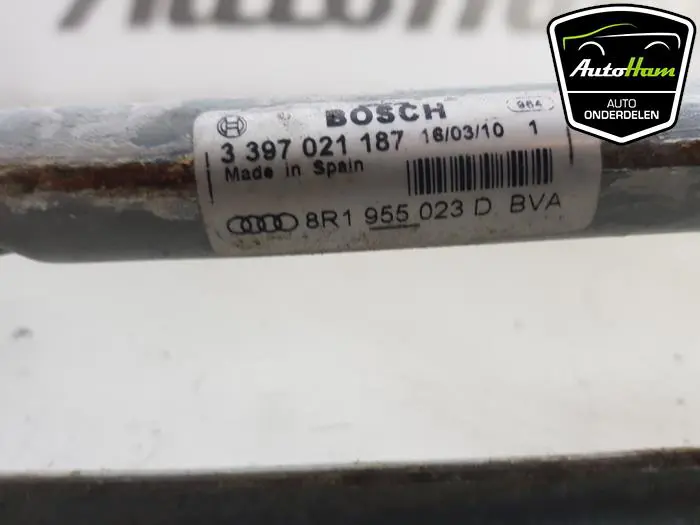 AutoHam
AUTO
ONDERDELEN
BOSCH
964
3 397 021 187 16/03/10 1
Made in Spain
8R1 955 023 D BVA